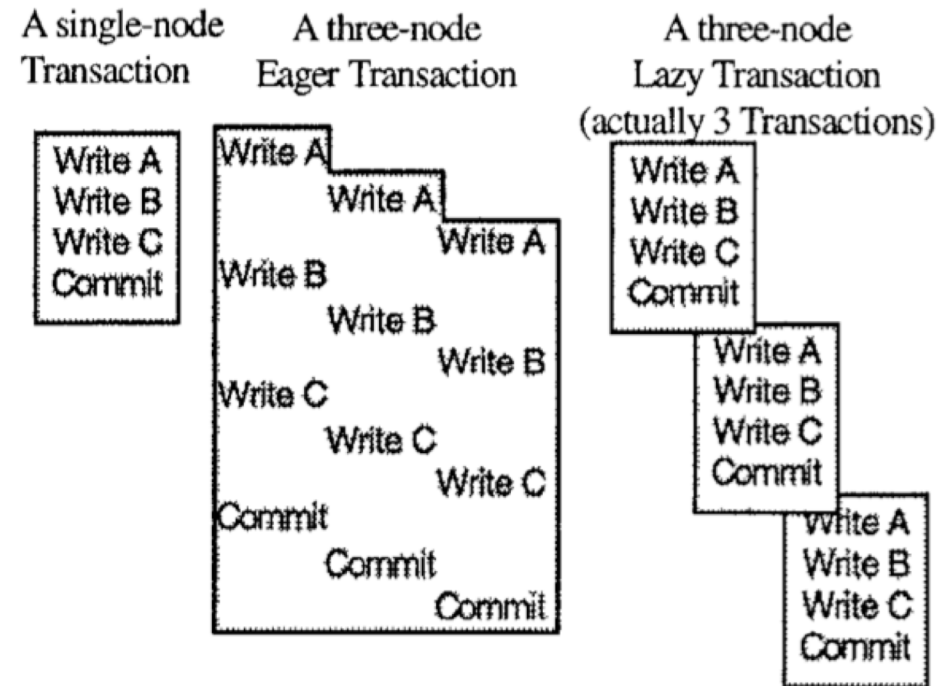 A single-node
Transaction
Write A
Write B
Write C
Commit
A three-node
Eager Transaction
Write A
Write A
Write A
Write B
Write B
Write B
Write C
Write C
Write C
Commit
Commit
Commit
A three-node
Lazy Transaction
(actually 3 Transactions)
Write A
Write B
Write C
Commit
Write A
Write B
Write C
Commit
Write A
Write B
Write C
Commit